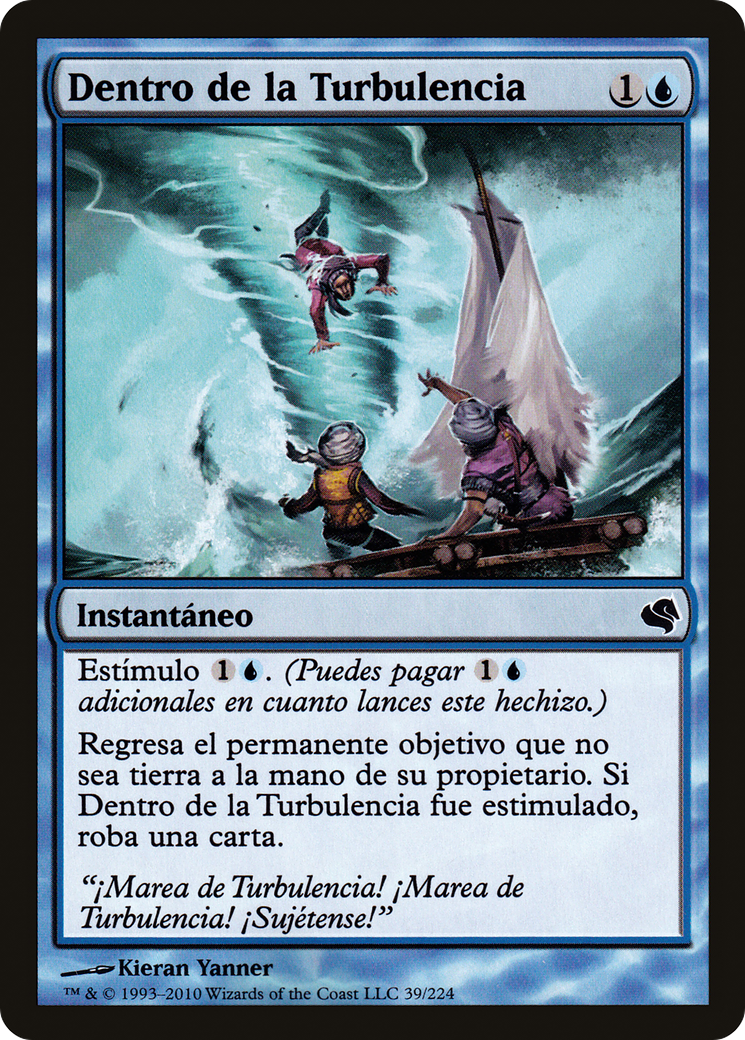 Dentro de la Turbulencia 1
Instantáneo
Estímulo 1. (Puedes pagar 1
adicionales en cuanto lances este hechizo.)
Regresa el permanente objetivo que no
sea tierra a la mano de su propietario. Si
Dentro de la Turbulencia fue estimulado,
roba una carta.
“¡Marea de Turbulencia! ¡Marea de
Turbulencia! ¡Sujétense!”
Kieran Yanner
™ & © 1993–2010 Wizards of the Coast LLC 39/224